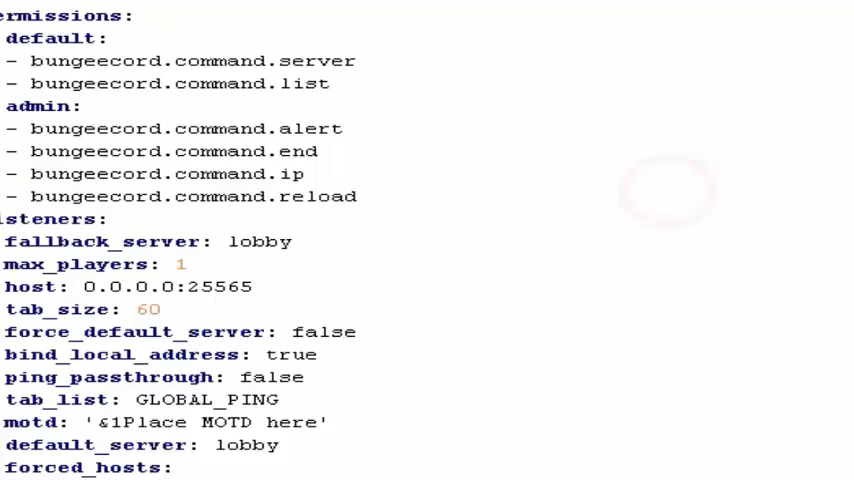 ermissions:
default:
- bungeecord.command.server
- bungeecord.command.list
admin:
- bungeecord.command.alert
- bungeecord.command.end
- bungeecord.command.ip
- bungeecord.command.reload
isteners:
fallback_server: lobby
max_players: 1
host: 0.0.0.0:25565
tab_size: 60
force_default_server: false
bind_local_address: true
ping_passthrough: false
tab_list: GLOBAL_PING
motd: '&1Place MOTD here'
default_server: lobby
forced_hosts: